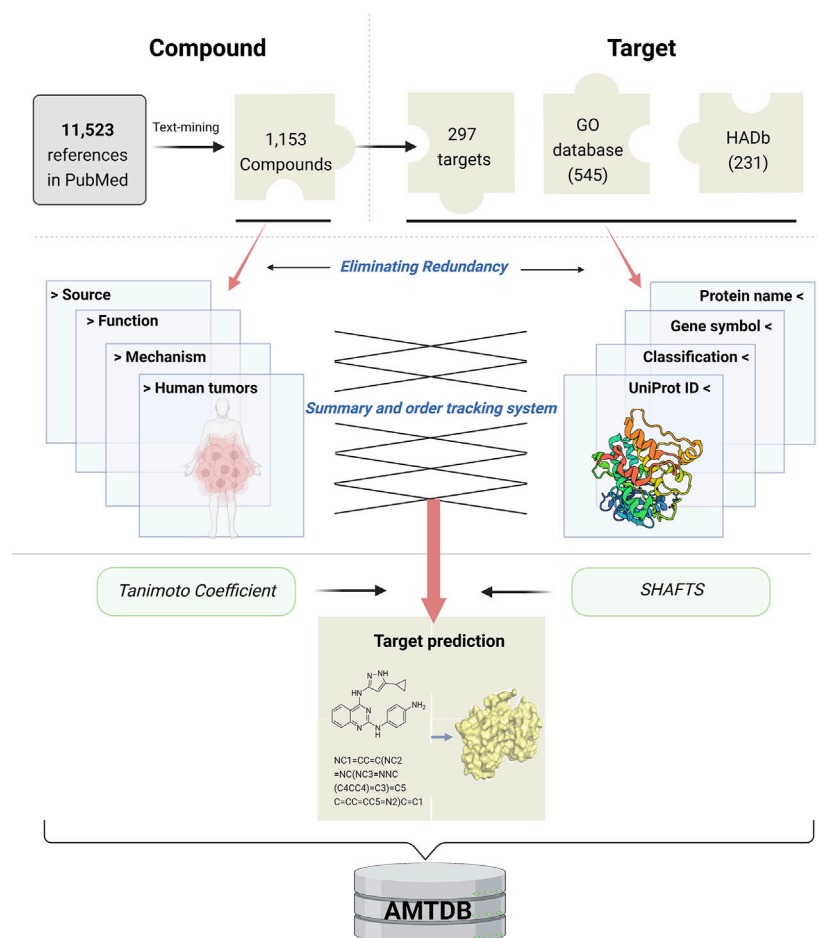 Compound
Target
11,523
references
in PubMed
Text-mining
1,153
Compounds
297
targets
GO
database
(545)
HADb
(231)
Eliminating Redundancy
> Source
> Function
> Mechanism
> Human tumors
Protein name <
Gene symbol <
Classification <
UniProt ID <
Summary and order tracking system
Tanimoto Coefficient
SHAFTS
Target prediction
N
NH
HN
N
NH₂
N
N
H
NC1=CC=C(NC2
=NC(NC3=NNC
(C4CC4)=C3)=C5
C=CC=CC5=N2)C=C1
AMTDB